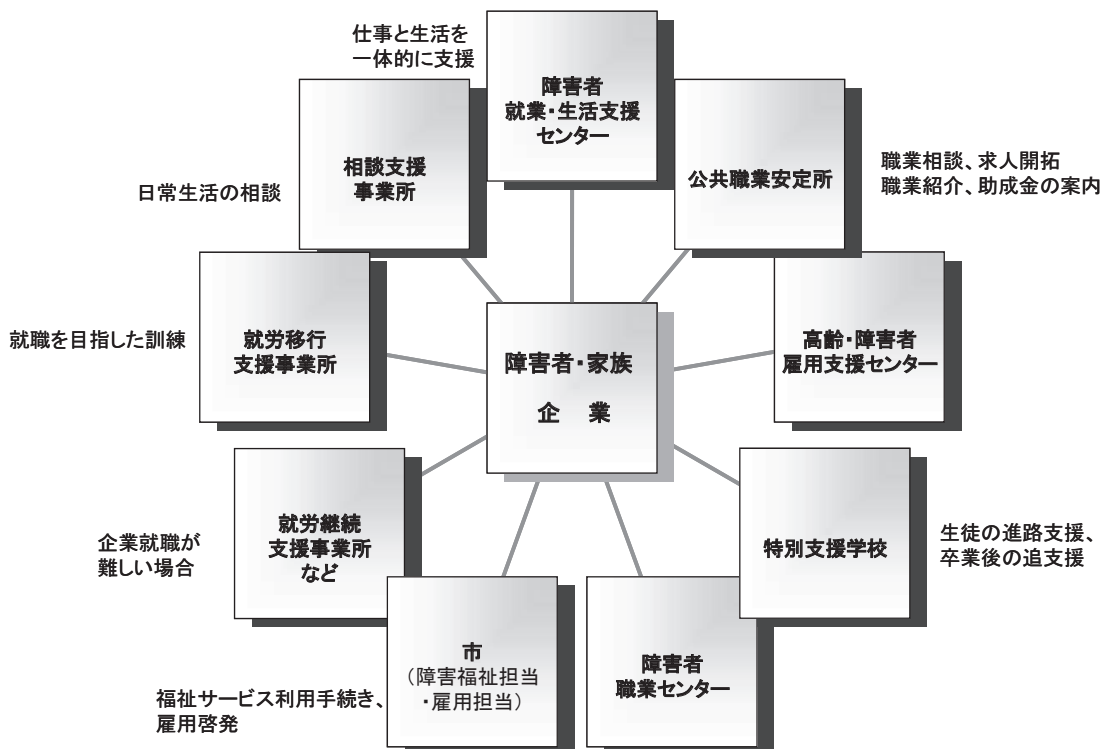 仕事と生活を
一体的に支援
障害者
就業・生活支援
センター
相談支援
事業所
日常生活の相談
公共職業安定所
職業相談、求人開拓
職業紹介、助成金の案内
就職を目指した訓練
就労移行
支援事業所
障害者・家族
企　業
高齢・障害者
雇用支援センター
企業就職が
難しい場合
就労継続
支援事業所
など
特別支援学校
生徒の進路支援、
卒業後の追支援
福祉サービス利用手続き、
雇用啓発
市
（障害福祉担当
・雇用担当）
障害者
職業センター